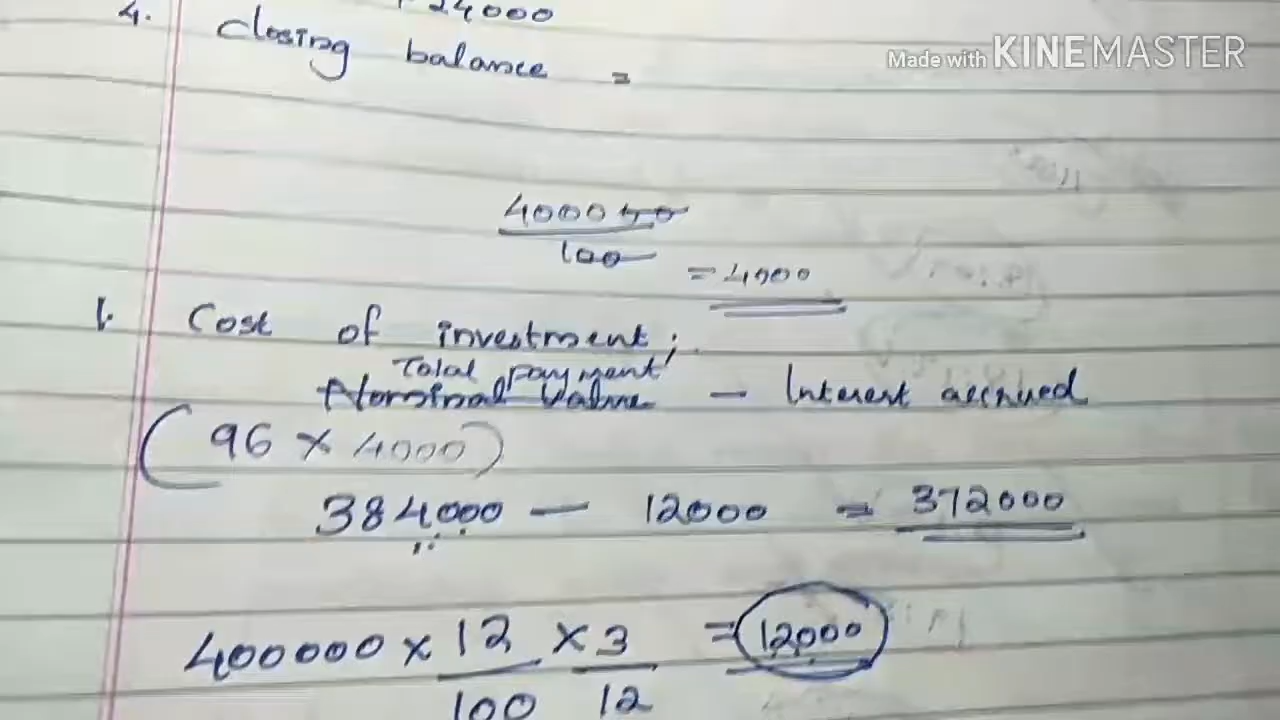 24000
4. Closing balance =
Made with KINEMASTER
400000
100
= 4000
1. Cost of investment ;
Total payment
Nominal Value - Interest accrued
(96 × 4000)
384000 - 12000 = 372000
400000 × 12/100 × 3/12 = 12000